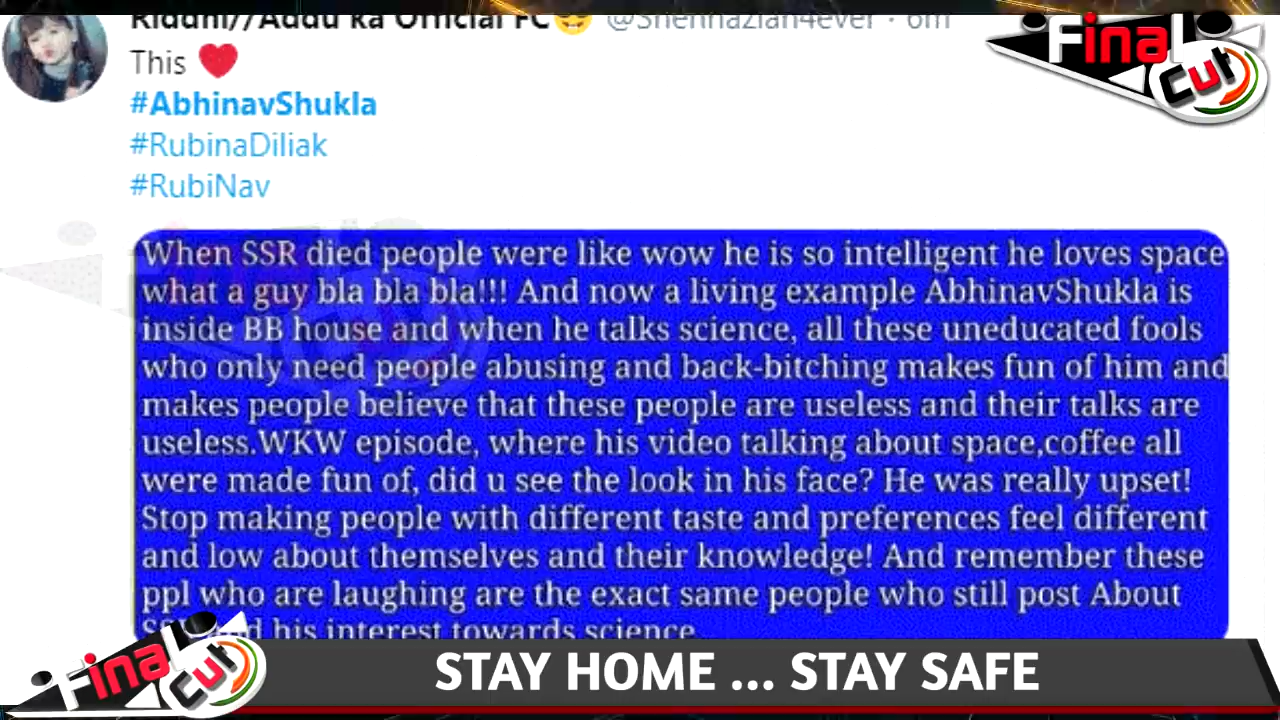 Riddhi//Addu ka Official FC😊 @Shehnazian4ever · 6m
This ❤
#AbhinavShukla
#RubinaDiliak
#RubiNav
Final Cut
When SSR died people were like wow he is so intelligent he loves space
what a guy bla bla bla!!! And now a living example AbhinavShukla is
inside BB house and when he talks science, all these uneducated fools
who only need people abusing and back-bitching makes fun of him and
makes people believe that these people are useless and their talks are
useless.WKW episode, where his video talking about space,coffee all
were made fun of, did u see the look in his face? He was really upset!
Stop making people with different taste and preferences feel different
and low about themselves and their knowledge! And remember these
ppl who are laughing are the exact same people who still post About
his interest towards science.
Final Cut
STAY HOME ... STAY SAFE